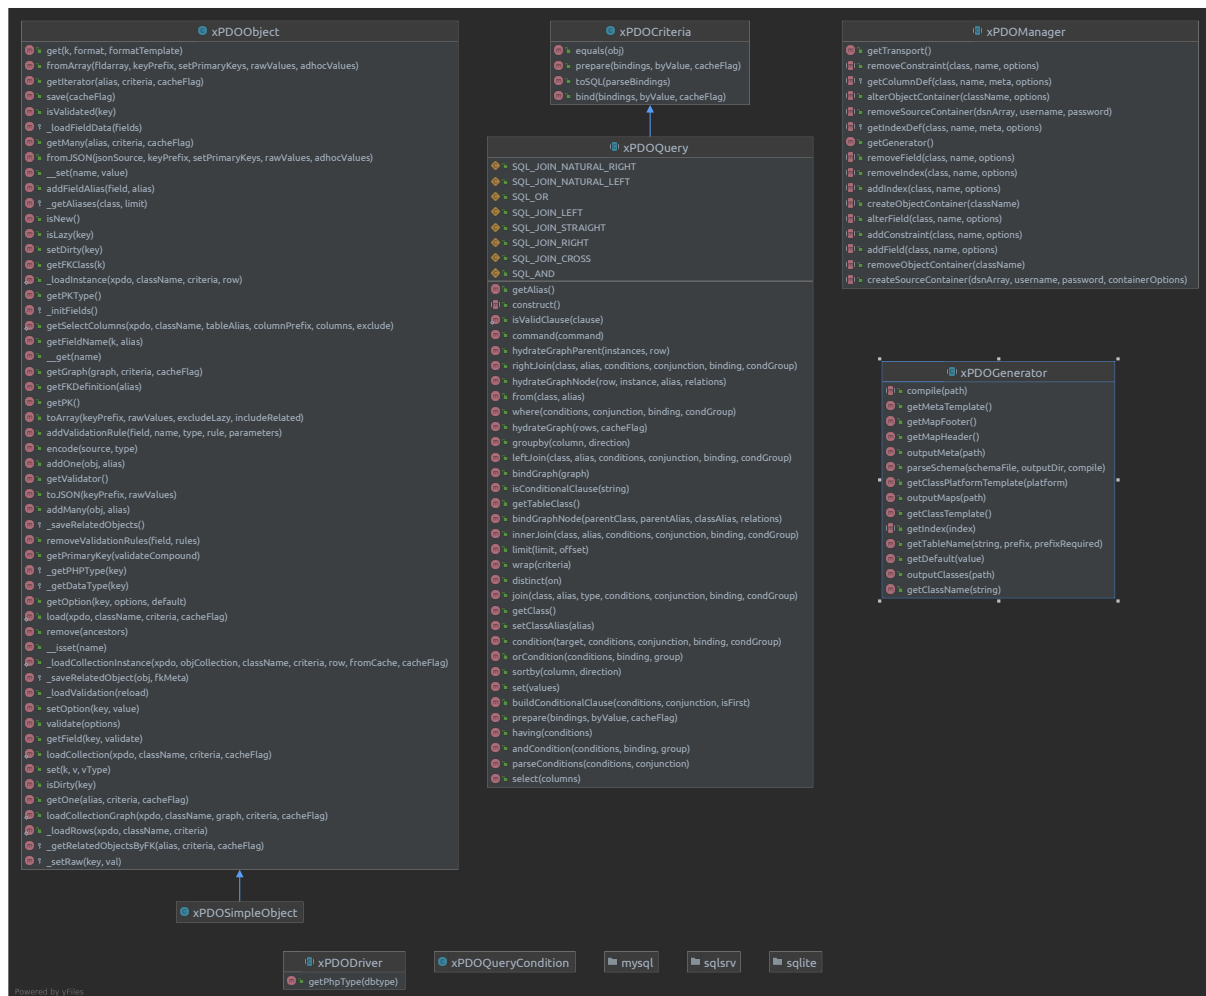 xPDOObject
get(k, format, formatTemplate)
fromArray(fldarray, keyPrefix, setPrimaryKeys, rawValues, adhocValues)
getIterator(alias, criteria, cacheFlag)
save(cacheFlag)
isValidated(key)
_loadFieldData(fields)
getMany(alias, criteria, cacheFlag)
fromJSON(jsonSource, keyPrefix, setPrimaryKeys, rawValues, adhocValues)
__set(name, value)
addFieldAlias(field, alias)
_getAliases(class, limit)
isNew()
isLazy(key)
setDirty(key)
getFKClass(k)
_loadInstance(xpdo, className, criteria, row)
getPKType()
_initFields()
getSelectColumns(xpdo, className, tableAlias, columnPrefix, columns, exclude)
getFieldName(k, alias)
__get(name)
getGraph(graph, criteria, cacheFlag)
getFKDefinition(alias)
getPK()
toArray(keyPrefix, rawValues, excludeLazy, includeRelated)
addValidationRule(field, name, type, rule, parameters)
encode(source, type)
addOne(obj, alias)
getValidator()
toJSON(keyPrefix, rawValues)
addMany(obj, alias)
_saveRelatedObjects()
removeValidationRules(field, rules)
getPrimaryKey(validateCompound)
_getPHPType(key)
_getDataType(key)
getOption(key, options, default)
load(xpdo, className, criteria, cacheFlag)
remove(ancestors)
__isset(name)
_loadCollectionInstance(xpdo, objCollection, className, criteria, row, fromCache, cacheFlag)
_saveRelatedObject(obj, fkMeta)
_loadValidation(reload)
setOption(key, value)
validate(options)
getField(key, validate)
loadCollection(xpdo, className, criteria, cacheFlag)
set(k, v, vType)
isDirty(key)
getOne(alias, criteria, cacheFlag)
loadCollectionGraph(xpdo, className, graph, criteria, cacheFlag)
_loadRows(xpdo, className, criteria)
_getRelatedObjectsByFK(alias, criteria, cacheFlag)
_setRaw(key, val)
xPDOSimpleObject
xPDOCriteria
equals(obj)
prepare(bindings, byValue, cacheFlag)
toSQL(parseBindings)
bind(bindings, byValue, cacheFlag)
xPDOQuery
SQL_JOIN_NATURAL_RIGHT
SQL_JOIN_NATURAL_LEFT
SQL_OR
SQL_JOIN_LEFT
SQL_JOIN_STRAIGHT
SQL_JOIN_RIGHT
SQL_JOIN_CROSS
SQL_AND
getAlias()
construct()
isValidClause(clause)
command(command)
hydrateGraphParent(instances, row)
rightJoin(class, alias, conditions, conjunction, binding, condGroup)
hydrateGraphNode(row, instance, alias, relations)
from(class, alias)
where(conditions, conjunction, binding, condGroup)
hydrateGraph(rows, cacheFlag)
groupby(column, direction)
leftJoin(class, alias, conditions, conjunction, binding, condGroup)
bindGraph(graph)
isConditionalClause(string)
getTableClass()
bindGraphNode(parentClass, parentAlias, classAlias, relations)
innerJoin(class, alias, conditions, conjunction, binding, condGroup)
limit(limit, offset)
wrap(criteria)
distinct(on)
join(class, alias, type, conditions, conjunction, binding, condGroup)
getClass()
setClassAlias(alias)
condition(target, conditions, conjunction, binding, condGroup)
orCondition(conditions, binding, group)
sortby(column, direction)
set(values)
buildConditionalClause(conditions, conjunction, isFirst)
prepare(bindings, byValue, cacheFlag)
having(conditions)
andCondition(conditions, binding, group)
parseConditions(conditions, conjunction)
select(columns)
xPDOManager
getTransport()
removeConstraint(class, name, options)
getColumnDef(class, name, meta, options)
alterObjectContainer(className, options)
removeSourceContainer(dsnArray, username, password)
getIndexDef(class, name, meta, options)
getGenerator()
removeField(class, name, options)
removeIndex(class, name, options)
addIndex(class, name, options)
createObjectContainer(className)
alterField(class, name, options)
addConstraint(class, name, options)
addField(class, name, options)
removeObjectContainer(className)
createSourceContainer(dsnArray, username, password, containerOptions)
xPDOGenerator
compile(path)
getMetaTemplate()
getMapFooter()
getMapHeader()
outputMeta(path)
parseSchema(schemaFile, outputDir, compile)
getClassPlatformTemplate(platform)
outputMaps(path)
getClassTemplate()
getIndex(index)
getTableName(string, prefix, prefixRequired)
getDefault(value)
outputClasses(path)
getClassName(string)
xPDODriver
getPhpType(dbtype)
xPDOQueryCondition
mysql
sqlsrv
sqlite
Powered by yFiles